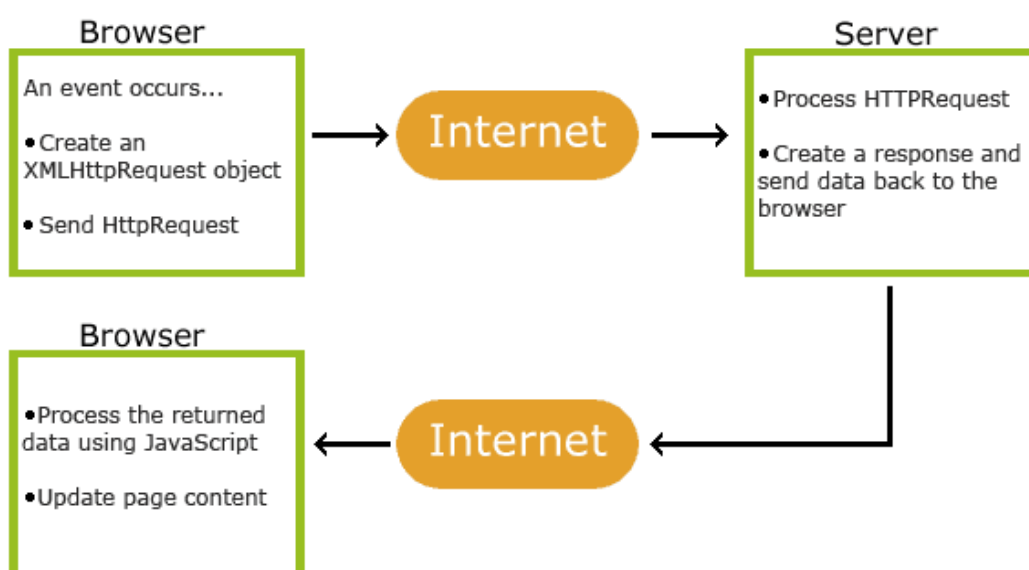 Browser
An event occurs...
•Create an
XMLHttpRequest object
• Send HttpRequest
Internet
Server
•Process HTTPRequest
•Create a response and
send data back to the
browser
Browser
•Process the returned
data using JavaScript
•Update page content
Internet